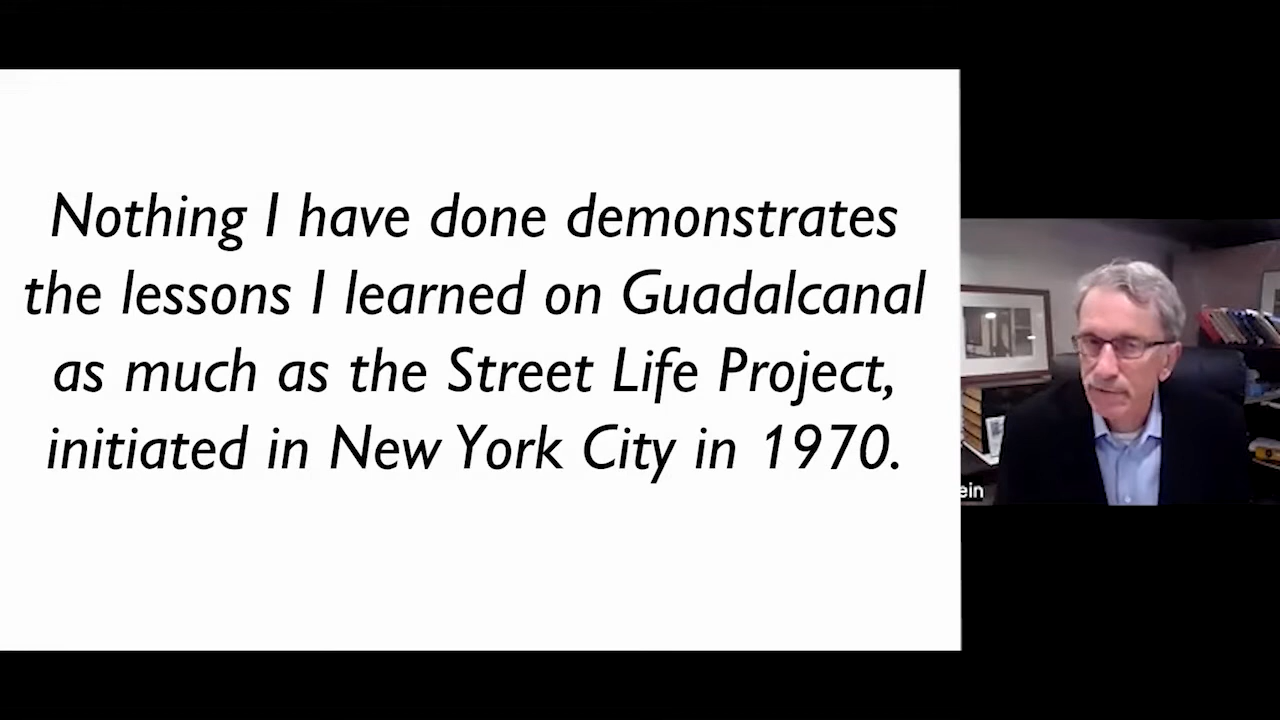 Nothing I have done demonstrates
the lessons I learned on Guadalcanal
as much as the Street Life Project,
initiated in New York City in 1970.
ein